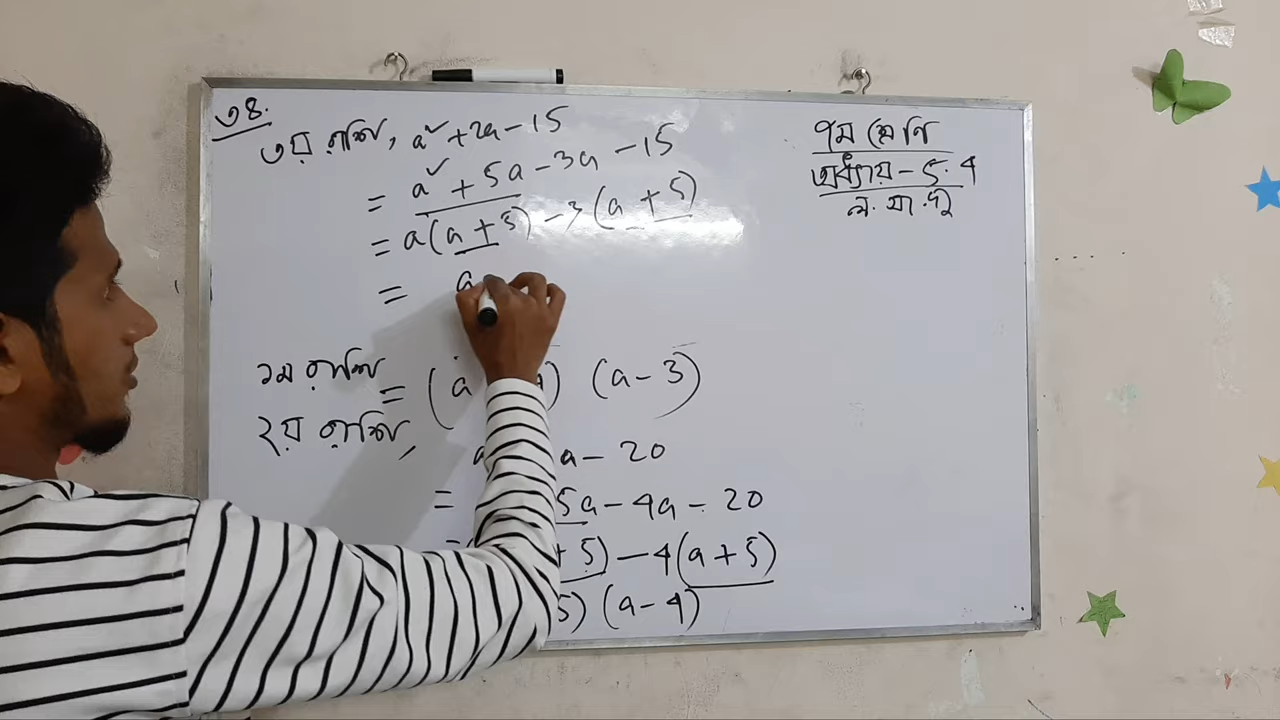 ৩৪.
৩য় রাশি, a² + 2a - 15
= a² + 5a - 3a - 15
= a(a + 5) - 3(a + 5)
= a
১ম রাশি = (a 4) (a - 3)
২য় রাশি,
a - 20
= 5a - 4a - 20
= + 5) - 4(a + 5)
5) (a - 4)
৭ম শ্রেণি
অধ্যায় - 5.4
ল. সা. গু